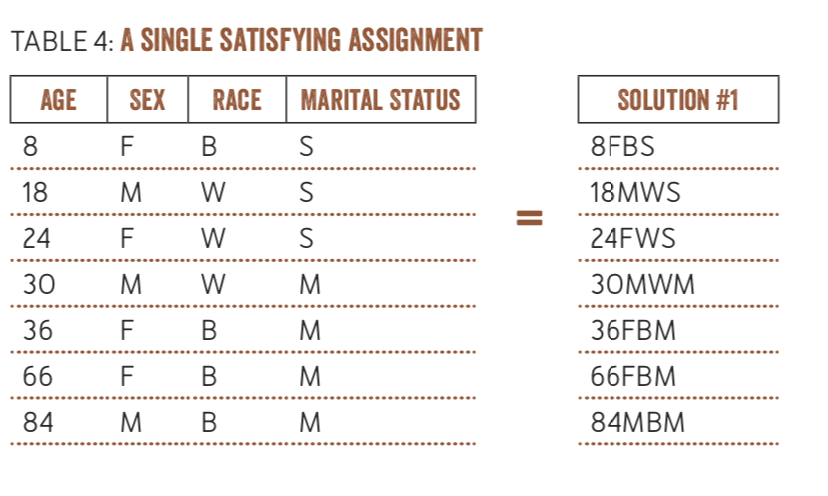 TABLE 4: A SINGLE SATISFYING ASSIGNMENT
AGE SEX RACE MARITAL STATUS SOLUTION #1
8 F B S 8FBS
18 M W S 18MWS
24 F W S = 24FWS
30 M W M 30MWM
36 F B M 36FBM
66 F B M 66FBM
84 M B M 84MBM